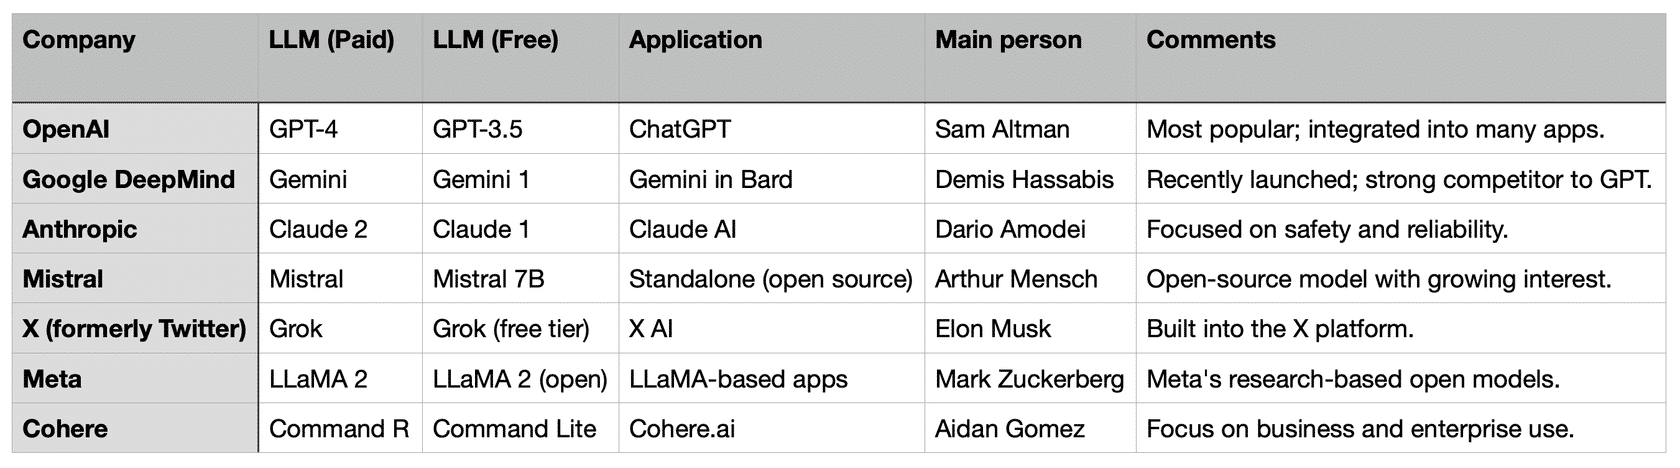 Company LLM (Paid) LLM (Free) Application Main person Comments
OpenAI GPT-4 GPT-3.5 ChatGPT Sam Altman Most popular; integrated into many apps.
Google DeepMind Gemini Gemini 1 Gemini in Bard Demis Hassabis Recently launched; strong competitor to GPT.
Anthropic Claude 2 Claude 1 Claude AI Dario Amodei Focused on safety and reliability.
Mistral Mistral Mistral 7B Standalone (open source) Arthur Mensch Open-source model with growing interest.
X (formerly Twitter) Grok Grok (free tier) X AI Elon Musk Built into the X platform.
Meta LLaMA 2 LLaMA 2 (open) LLaMA-based apps Mark Zuckerberg Meta's research-based open models.
Cohere Command R Command Lite Cohere.ai Aidan Gomez Focus on business and enterprise use.